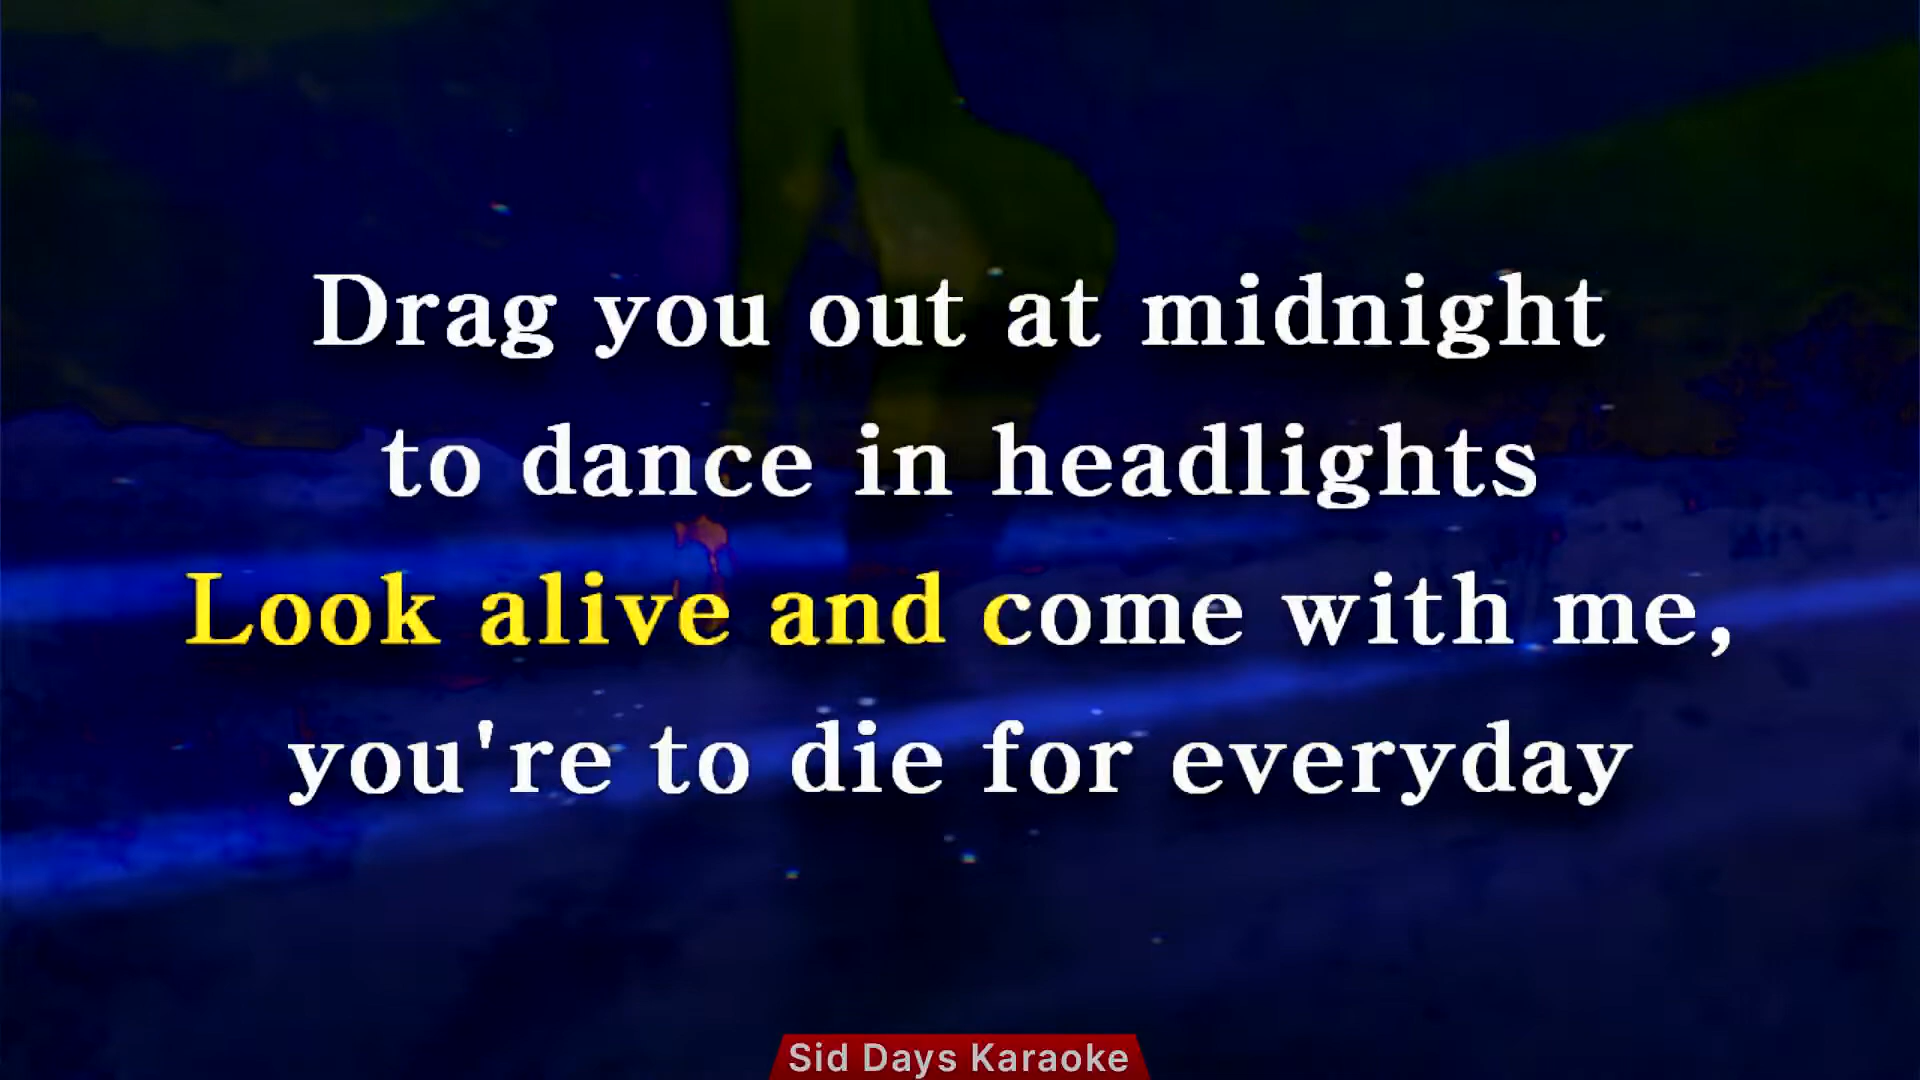 Drag you out at midnight
to dance in headlights
Look alive and come with me,
you're to die for everyday
Sid Days Karaoke